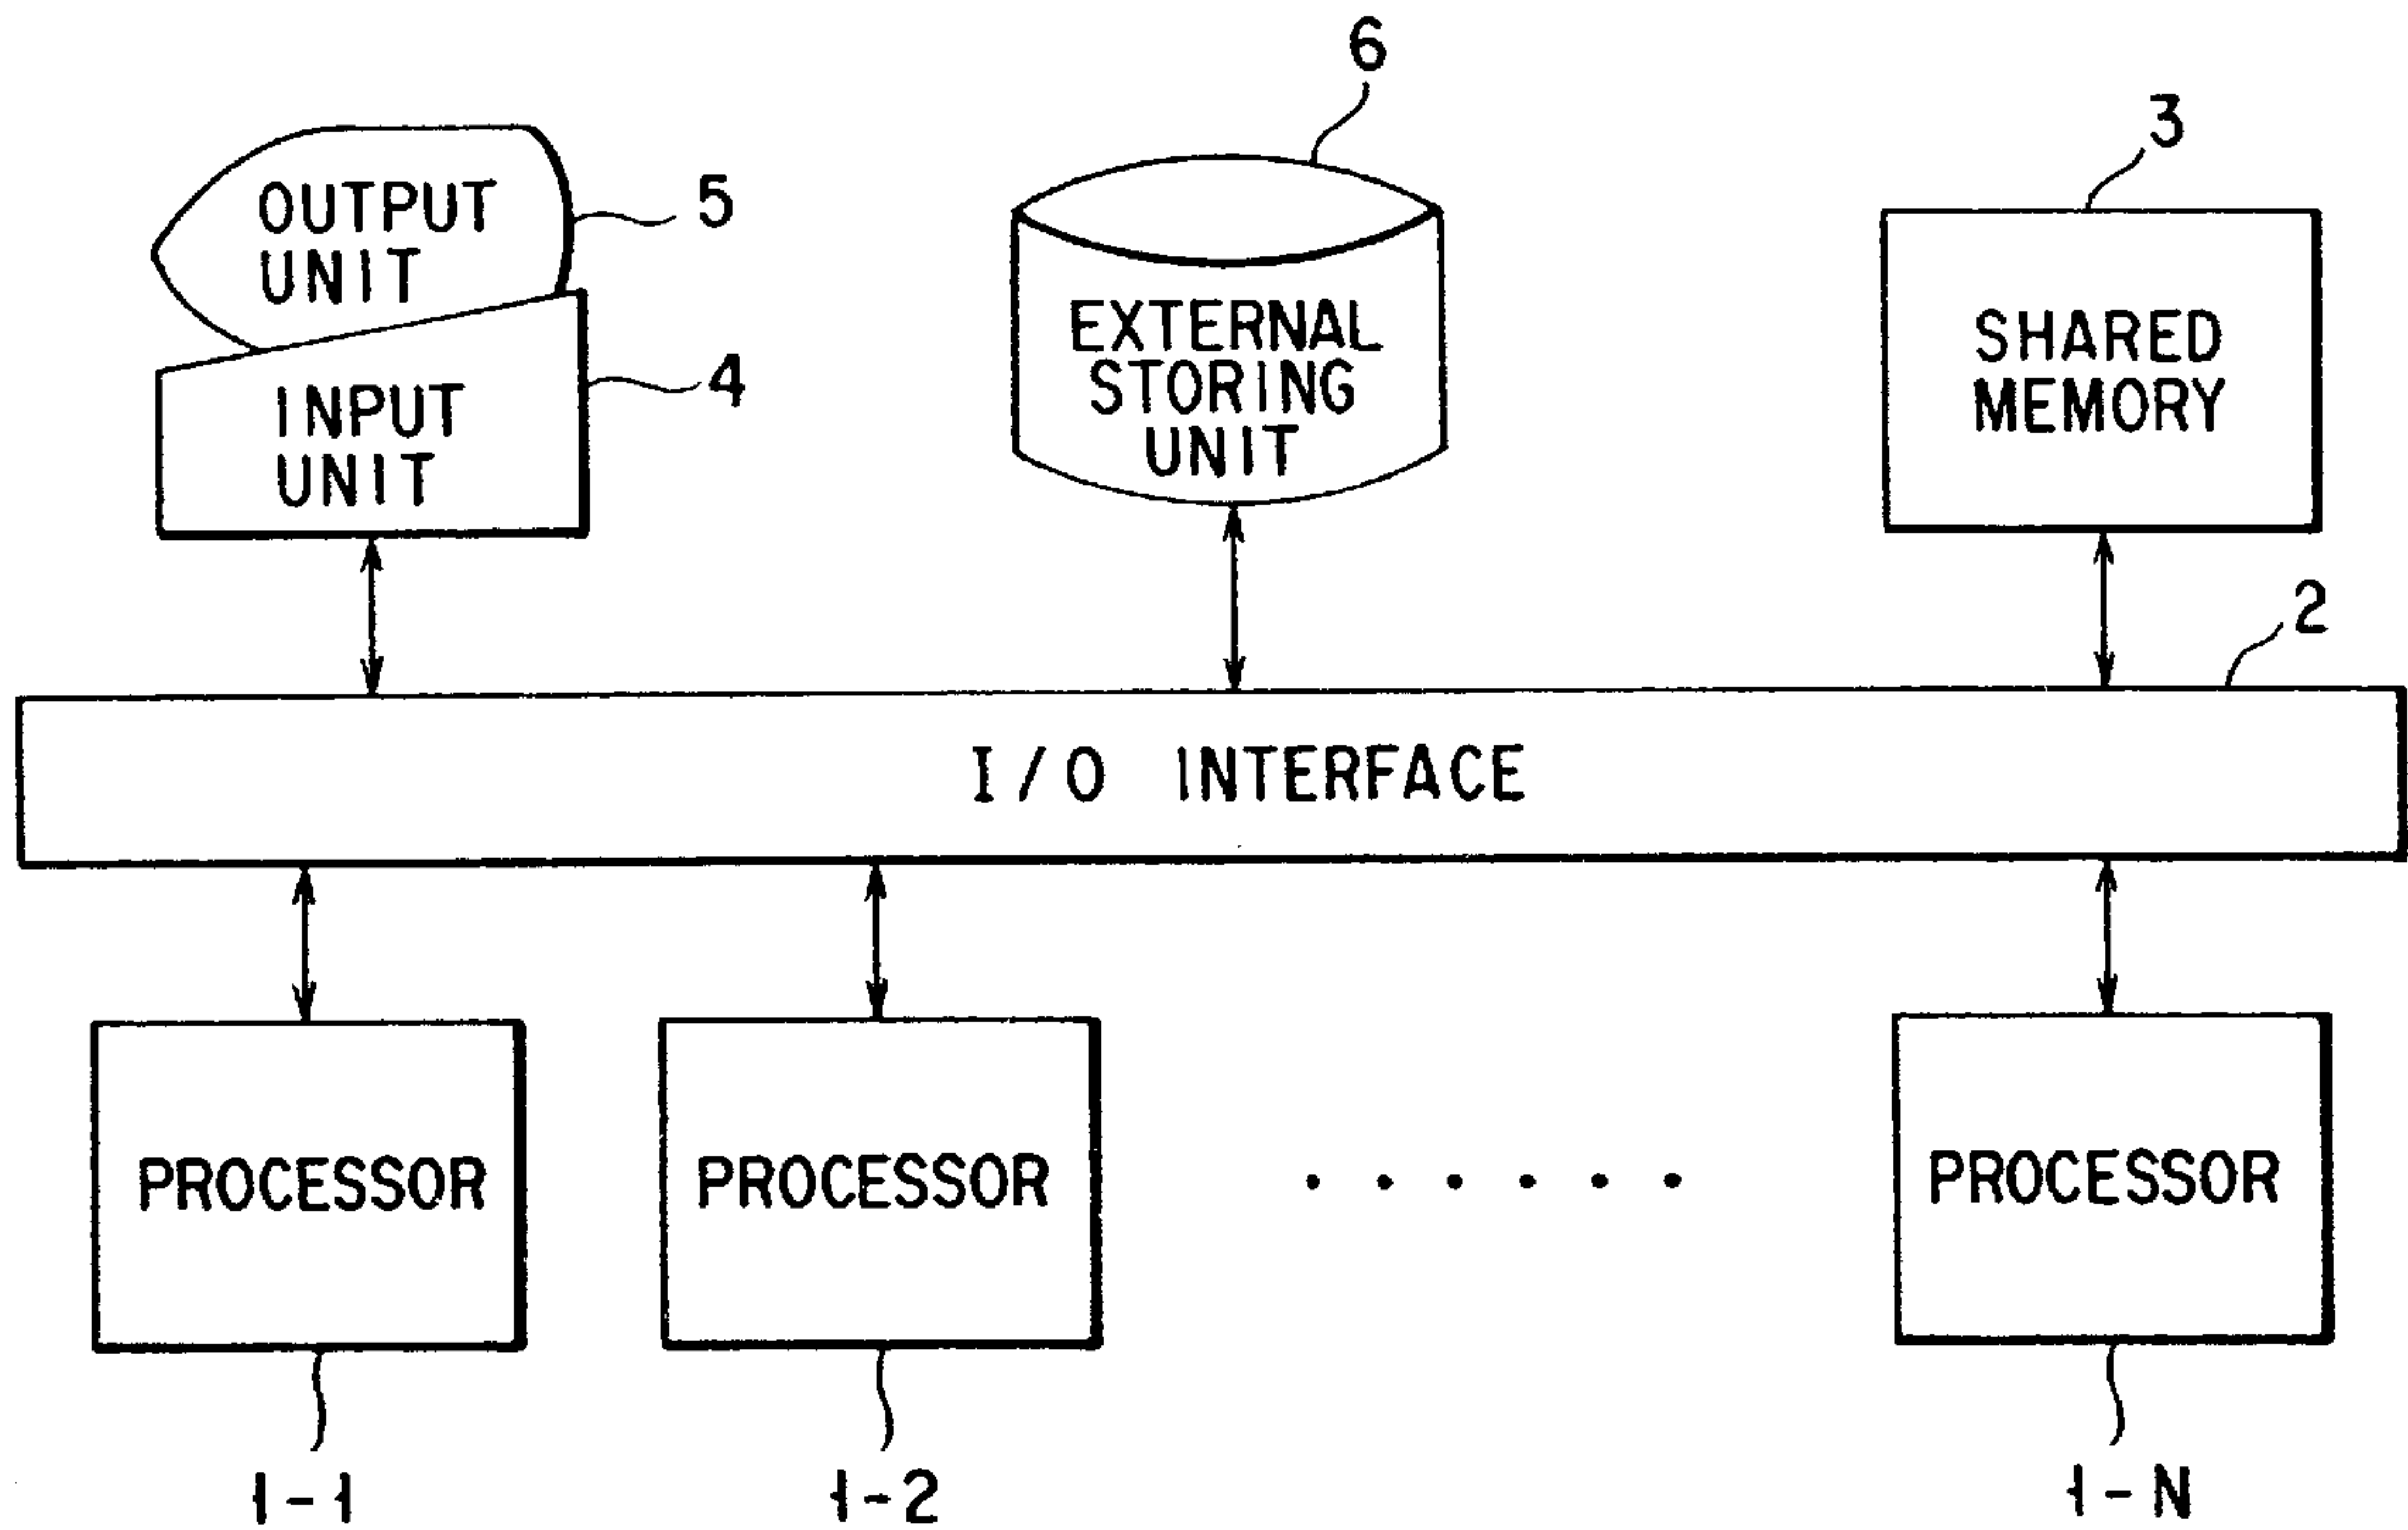 6
3
OUTPUT
UNIT
5
EXTERNAL
STORING
UNIT
SHARED
MEMORY
INPUT
UNIT
4
2
I/O INTERFACE
PROCESSOR
PROCESSOR
......
PROCESSOR
1-1
1-2
1-N